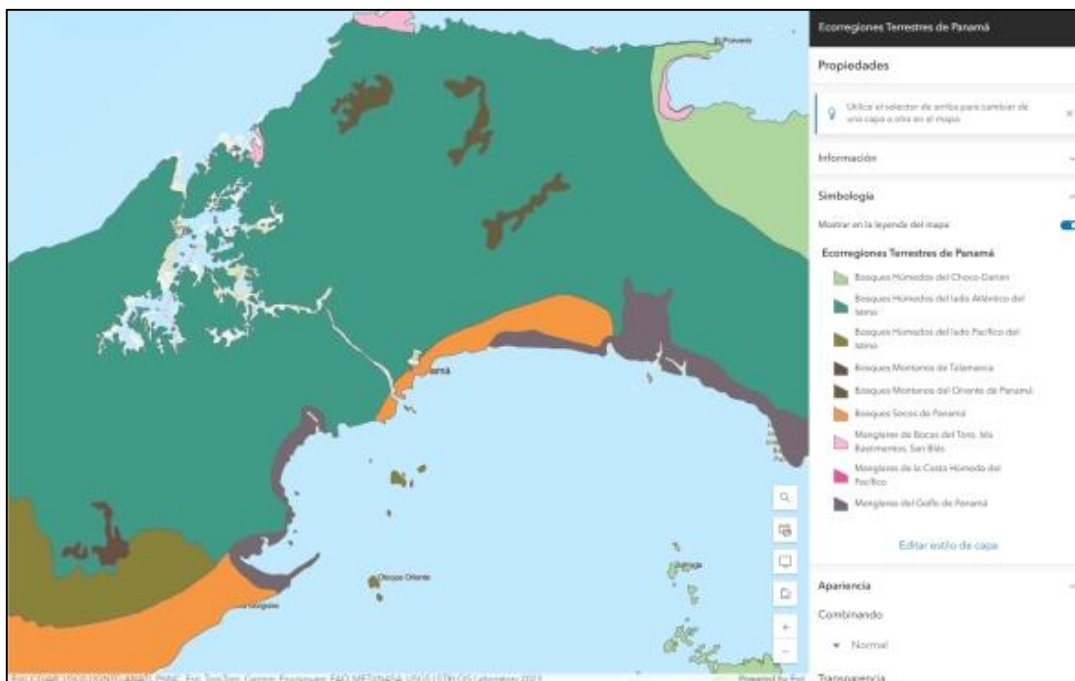 El Porvenir
Otoque Oriente
Powered by Esri
Ecorregiones Terrestres de Panamá
Propiedades
Utilice el selector de arriba para cambiar de
una capa a otra en el mapa.
Información
Simbología
Mostrar en la leyenda del mapa
Ecorregiones Terrestres de Panamá
Bosques Húmedos del Choco-Darien
Bosques Húmedos del lado Atlántico del
Istmo
Bosques Húmedos del lado Pacífico del
Istmo
Bosques Montanos de Talamanca
Bosques Montanos del Oriente de Panamá
Bosques Secos de Panamá
Manglares de Bocas del Toro, Isla
Bastimentos, San Blás
Manglares de la Costa Húmeda del
Pacífico
Manglares del Golfo de Panamá
Editar estilo de capa
Apariencia
Combinando
Normal
Transparencia